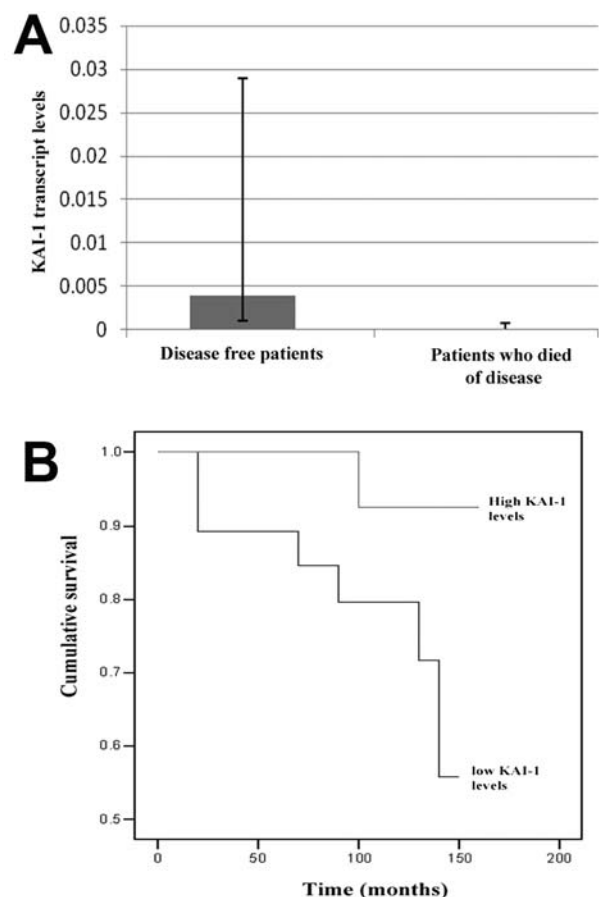 A
0.035
0.03
0.025
0.02
0.015
0.01
0.005
0
KAI-1 transcript levels
Disease free patients
Patients who died
of disease
B
1.0
0.9
0.8
0.7
0.6
0.5
Cumulative survival
High KAI-1
levels
low KAI-1
levels
0
50
100
150
200
Time (months)